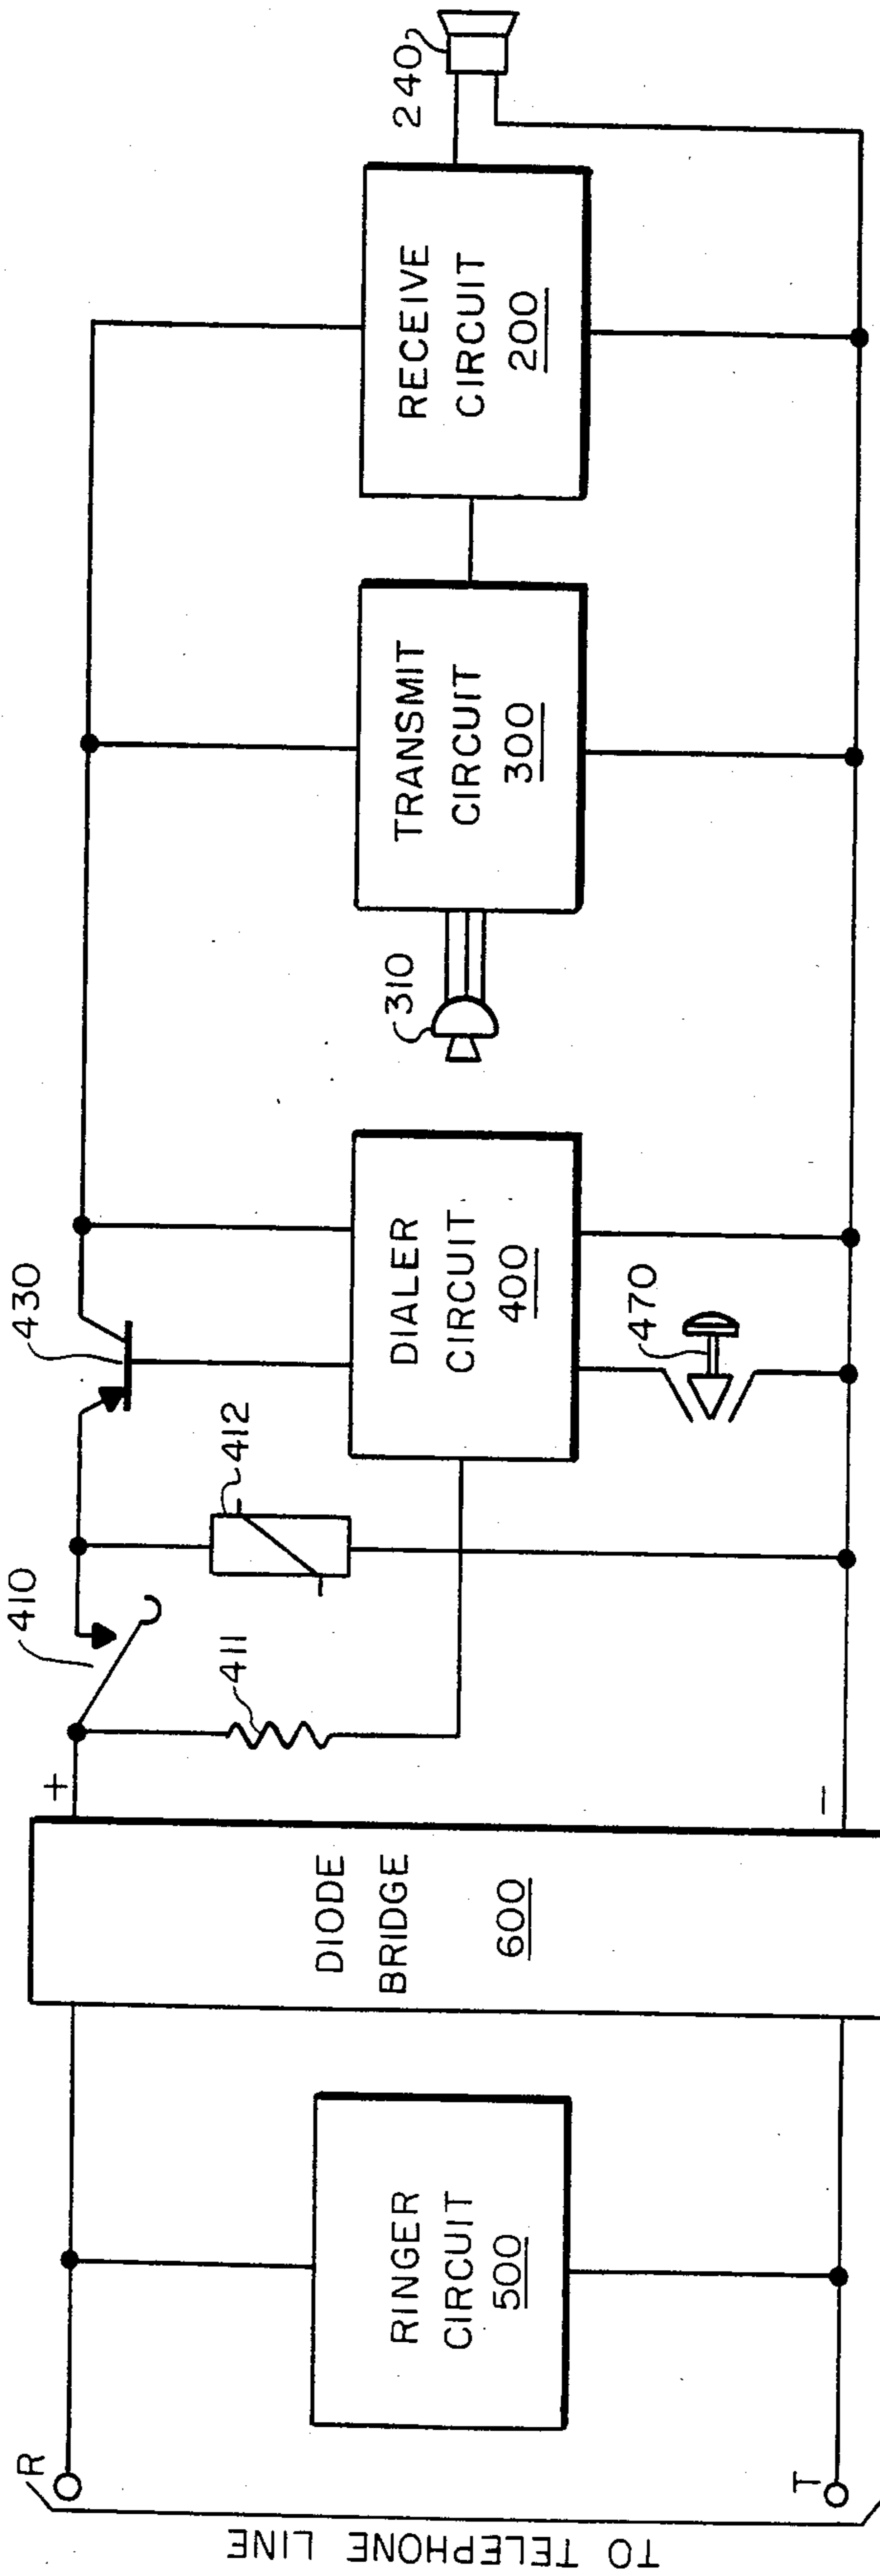 TO TELEPHONE LINE
R
T
RINGER
CIRCUIT
500
DIODE
BRIDGE
600
+
–
410
411
412
430
DIALER
CIRCUIT
400
470
310
TRANSMIT
CIRCUIT
300
RECEIVE
CIRCUIT
200
240